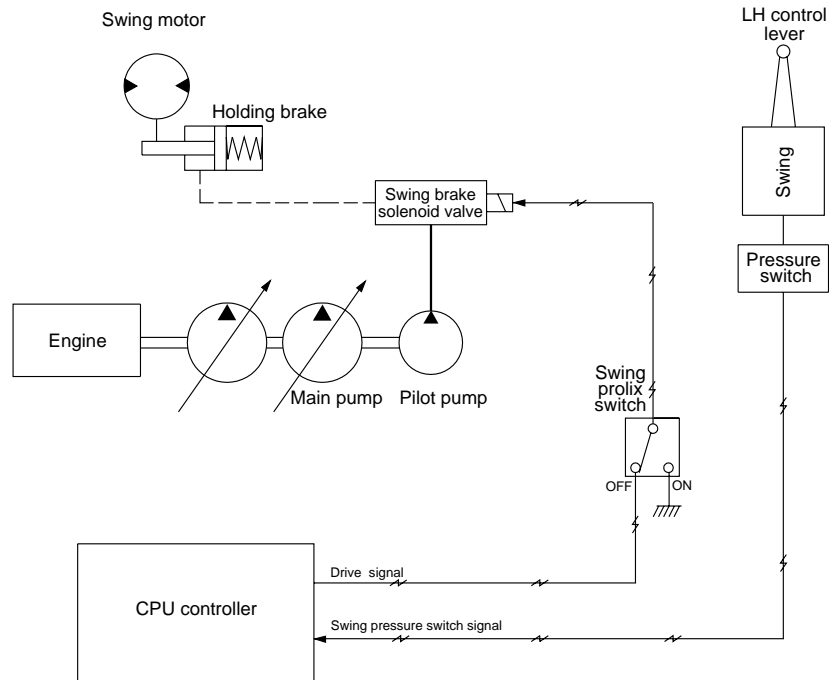 Swing motor
LH control
lever
Holding brake
Swing
Swing brake
solenoid valve
Pressure
switch
Engine
Swing
prolix
switch
Main pump
Pilot pump
OFF
ON
Drive signal
CPU controller
Swing pressure switch signal